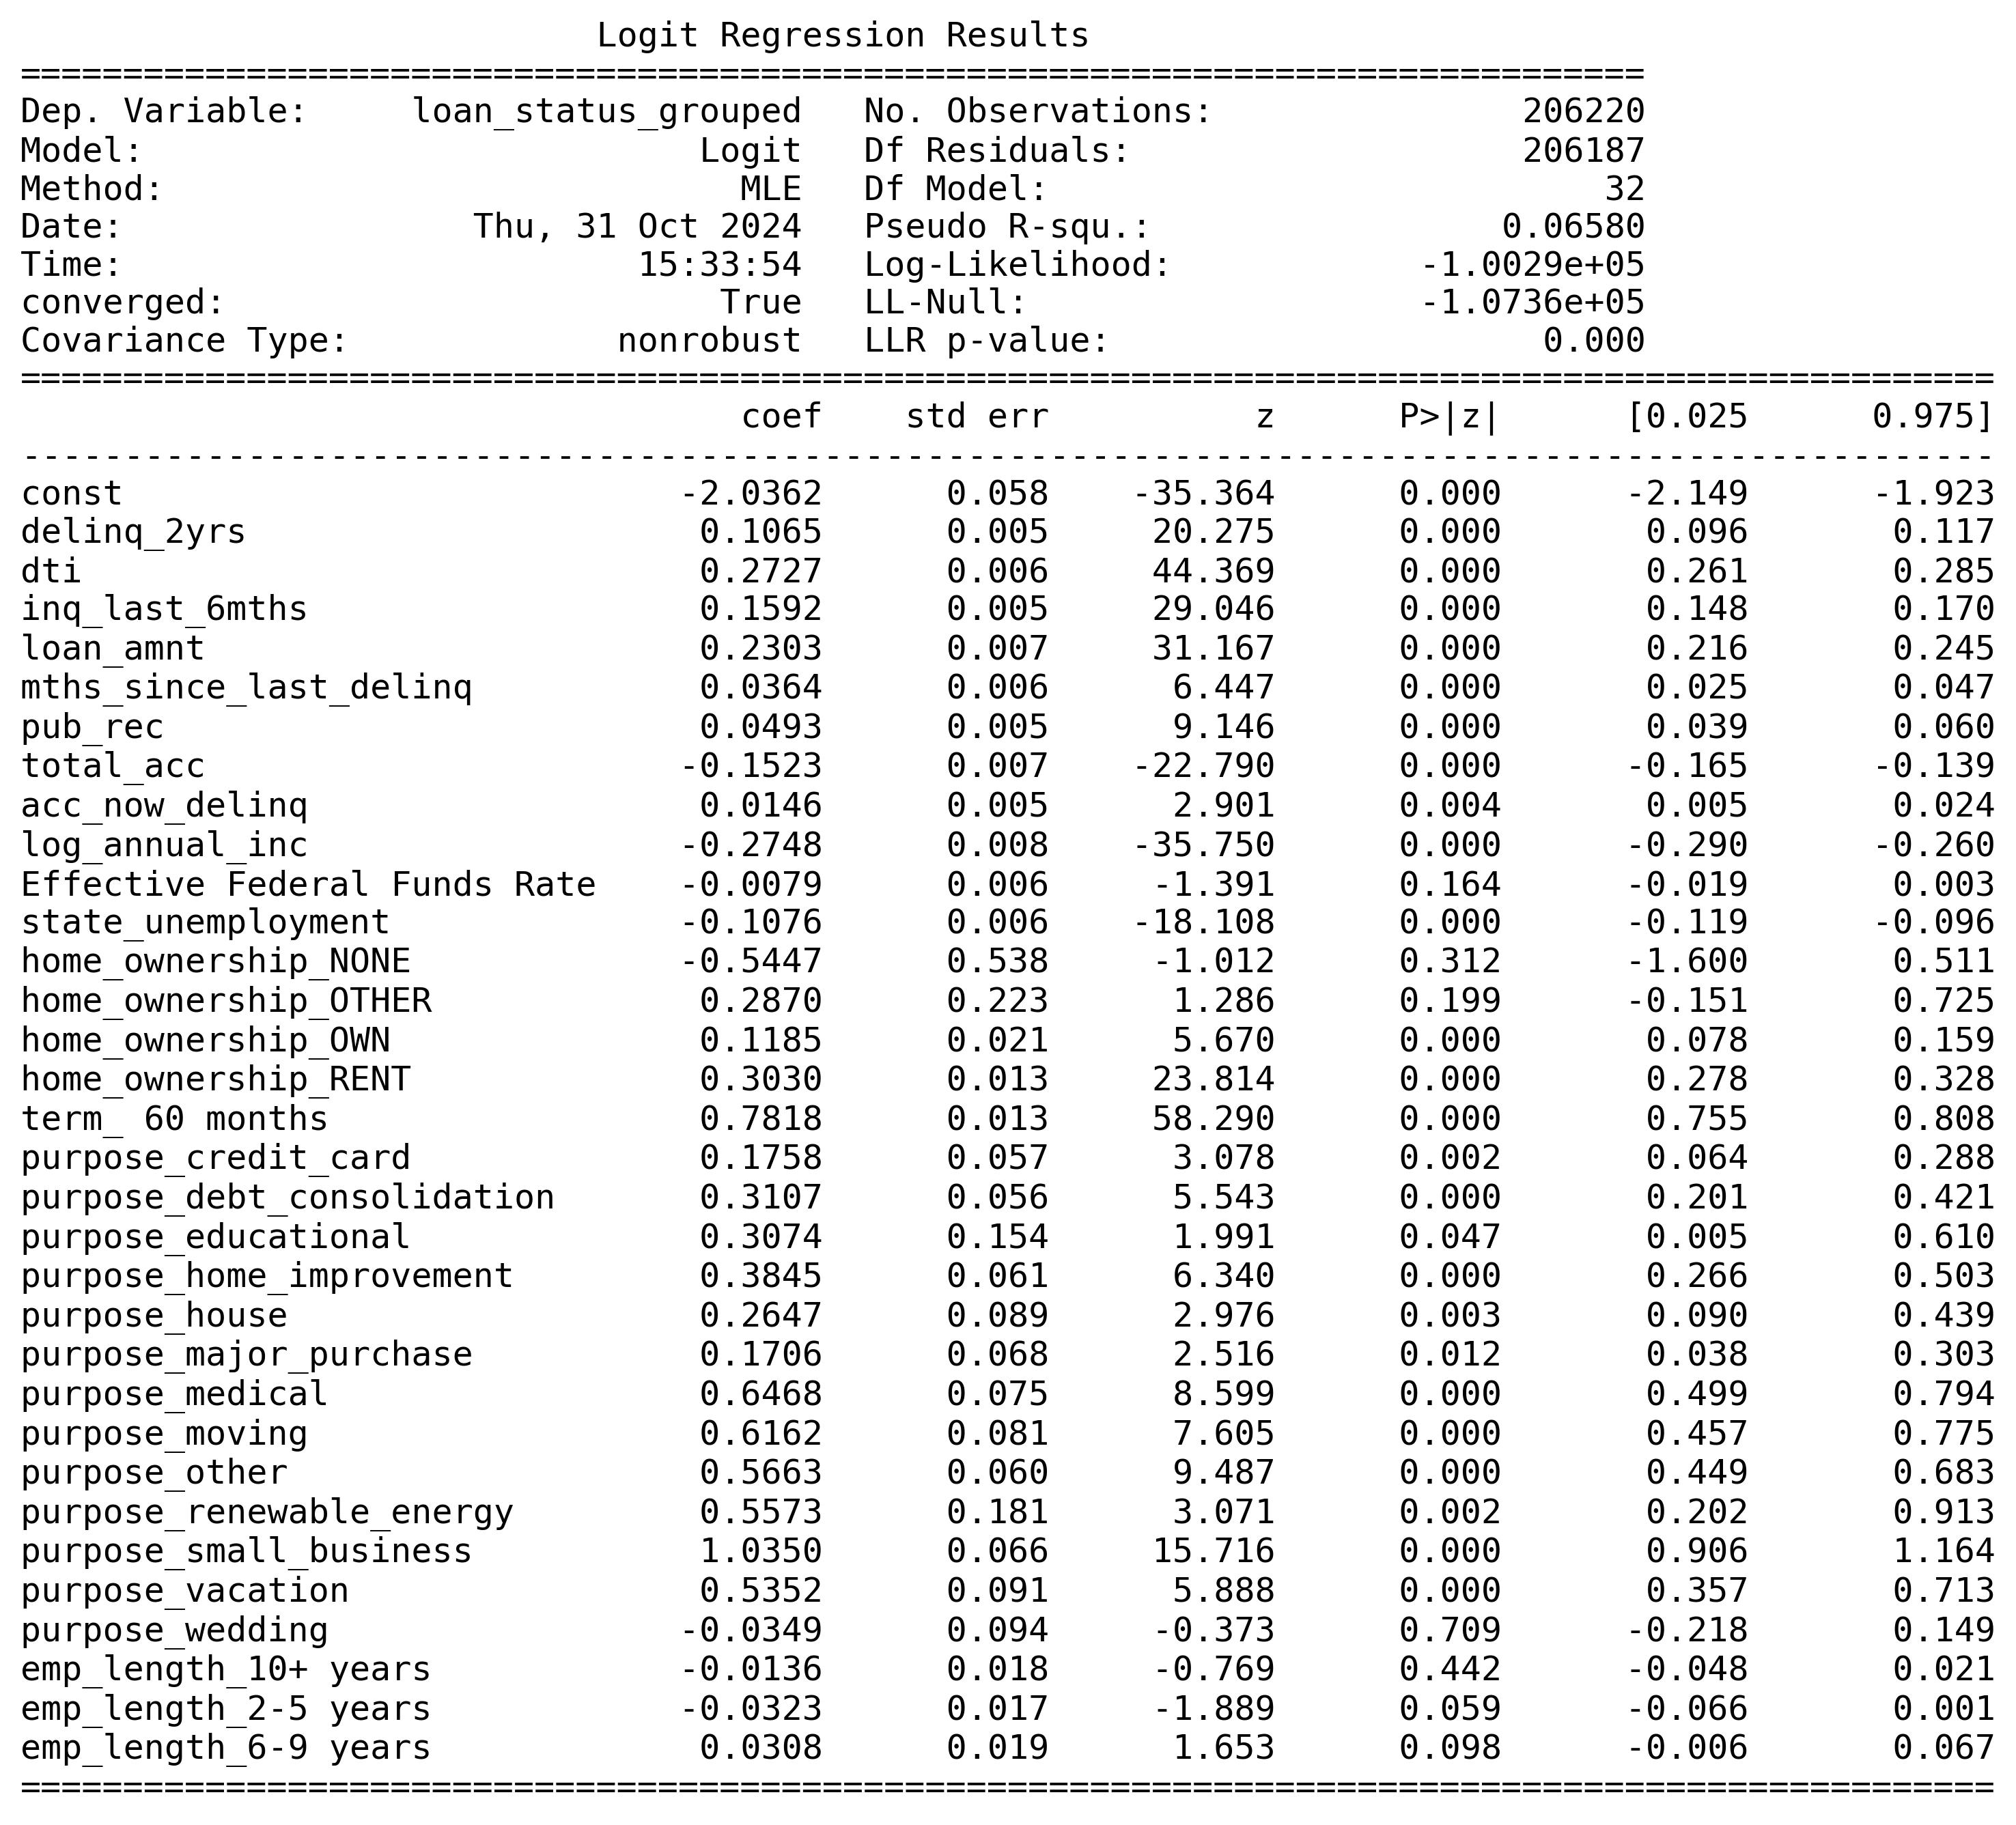 Logit Regression Results
===============================================================================
Dep. Variable:     loan_status_grouped   No. Observations:               206220
Model:                           Logit   Df Residuals:                   206187
Method:                            MLE   Df Model:                           32
Date:                 Thu, 31 Oct 2024   Pseudo R-squ.:                 0.06580
Time:                         15:33:54   Log-Likelihood:            -1.0029e+05
converged:                        True   LL-Null:                   -1.0736e+05
Covariance Type:             nonrobust   LLR p-value:                     0.000
================================================================================================
                                   coef    std err          z      P>|z|      [0.025      0.975]
------------------------------------------------------------------------------------------------
const                           -2.0362      0.058    -35.364      0.000      -2.149      -1.923
delinq_2yrs                      0.1065      0.005     20.275      0.000       0.096       0.117
dti                              0.2727      0.006     44.369      0.000       0.261       0.285
inq_last_6mths                   0.1592      0.005     29.046      0.000       0.148       0.170
loan_amnt                        0.2303      0.007     31.167      0.000       0.216       0.245
mths_since_last_delinq           0.0364      0.006      6.447      0.000       0.025       0.047
pub_rec                          0.0493      0.005      9.146      0.000       0.039       0.060
total_acc                       -0.1523      0.007    -22.790      0.000      -0.165      -0.139
acc_now_delinq                   0.0146      0.005      2.901      0.004       0.005       0.024
log_annual_inc                  -0.2748      0.008    -35.750      0.000      -0.290      -0.260
Effective Federal Funds Rate    -0.0079      0.006     -1.391      0.164      -0.019       0.003
state_unemployment              -0.1076      0.006    -18.108      0.000      -0.119      -0.096
home_ownership_NONE             -0.5447      0.538     -1.012      0.312      -1.600       0.511
home_ownership_OTHER             0.2870      0.223      1.286      0.199      -0.151       0.725
home_ownership_OWN               0.1185      0.021      5.670      0.000       0.078       0.159
home_ownership_RENT              0.3030      0.013     23.814      0.000       0.278       0.328
term_ 60 months                  0.7818      0.013     58.290      0.000       0.755       0.808
purpose_credit_card              0.1758      0.057      3.078      0.002       0.064       0.288
purpose_debt_consolidation       0.3107      0.056      5.543      0.000       0.201       0.421
purpose_educational              0.3074      0.154      1.991      0.047       0.005       0.610
purpose_home_improvement         0.3845      0.061      6.340      0.000       0.266       0.503
purpose_house                    0.2647      0.089      2.976      0.003       0.090       0.439
purpose_major_purchase           0.1706      0.068      2.516      0.012       0.038       0.303
purpose_medical                  0.6468      0.075      8.599      0.000       0.499       0.794
purpose_moving                   0.6162      0.081      7.605      0.000       0.457       0.775
purpose_other                    0.5663      0.060      9.487      0.000       0.449       0.683
purpose_renewable_energy         0.5573      0.181      3.071      0.002       0.202       0.913
purpose_small_business           1.0350      0.066     15.716      0.000       0.906       1.164
purpose_vacation                 0.5352      0.091      5.888      0.000       0.357       0.713
purpose_wedding                 -0.0349      0.094     -0.373      0.709      -0.218       0.149
emp_length_10+ years            -0.0136      0.018     -0.769      0.442      -0.048       0.021
emp_length_2-5 years            -0.0323      0.017     -1.889      0.059      -0.066       0.001
emp_length_6-9 years             0.0308      0.019      1.653      0.098      -0.006       0.067
================================================================================================